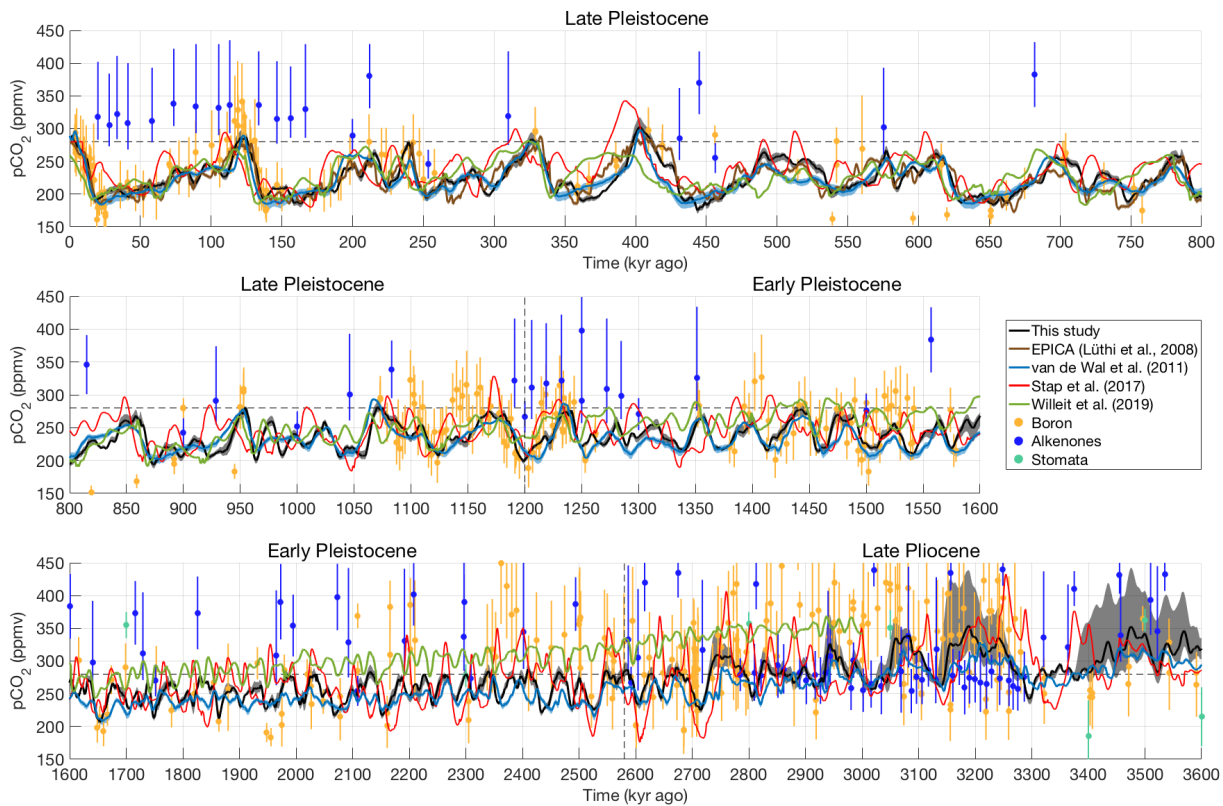 Late Pleistocene
450
400
350
300
250
200
150
pCO2 (ppmv)
0 50 100 150 200 250 300 350 400 450 500 550 600 650 700 750 800
Time (kyr ago)
Late Pleistocene Early Pleistocene
450
400
350
300
250
200
150
pCO2 (ppmv)
800 850 900 950 1000 1050 1100 1150 1200 1250 1300 1350 1400 1450 1500 1550 1600
This study
EPICA (Lüthi et al., 2008)
van de Wal et al. (2011)
Stap et al. (2017)
Willeit et al. (2019)
Boron
Alkenones
Stomata
Early Pleistocene Late Pliocene
450
400
350
300
250
200
150
pCO2 (ppmv)
1600 1700 1800 1900 2000 2100 2200 2300 2400 2500 2600 2700 2800 2900 3000 3100 3200 3300 3400 3500 3600
Time (kyr ago)